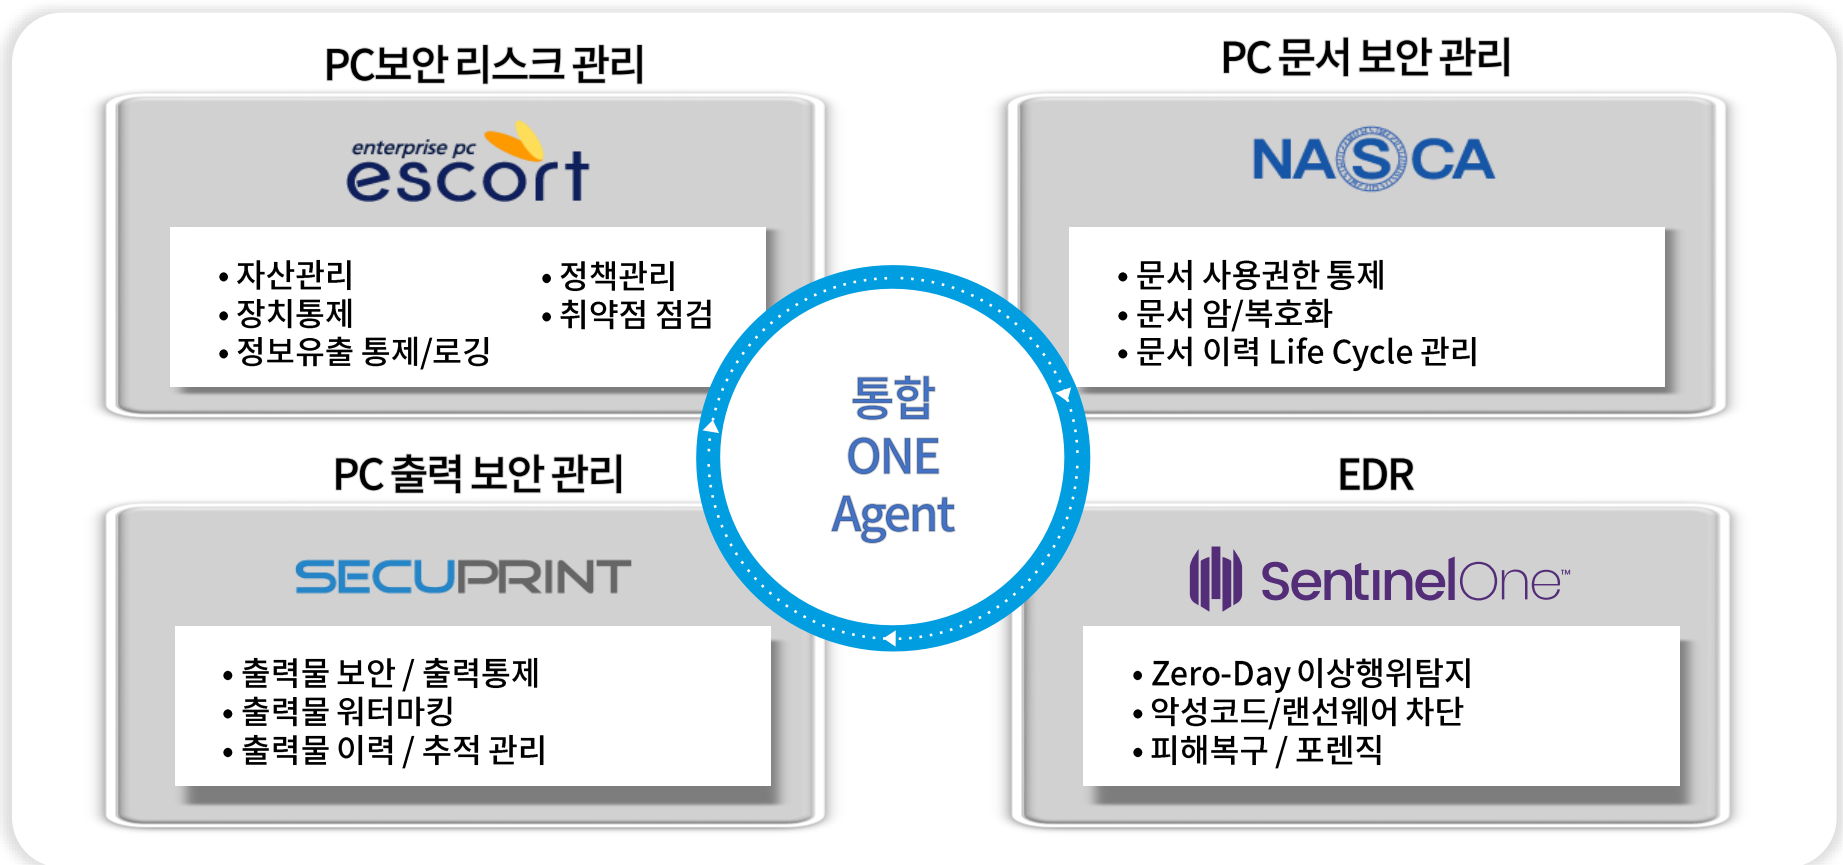 PC보안 리스크 관리
enterprise pc
escort
• 자산관리
• 장치통제
• 정보유출 통제/로깅
• 정책관리
• 취약점 점검
PC 문서 보안 관리
NASCA
• 문서 사용권한 통제
• 문서 암/복호화
• 문서 이력 Life Cycle 관리
통합
ONE
Agent
PC 출력 보안 관리
SECUPRINT
• 출력물 보안 / 출력통제
• 출력물 워터마킹
• 출력물 이력 / 추적 관리
EDR
SentinelOne™
• Zero-Day 이상행위탐지
• 악성코드/랜선웨어 차단
• 피해복구 / 포렌직